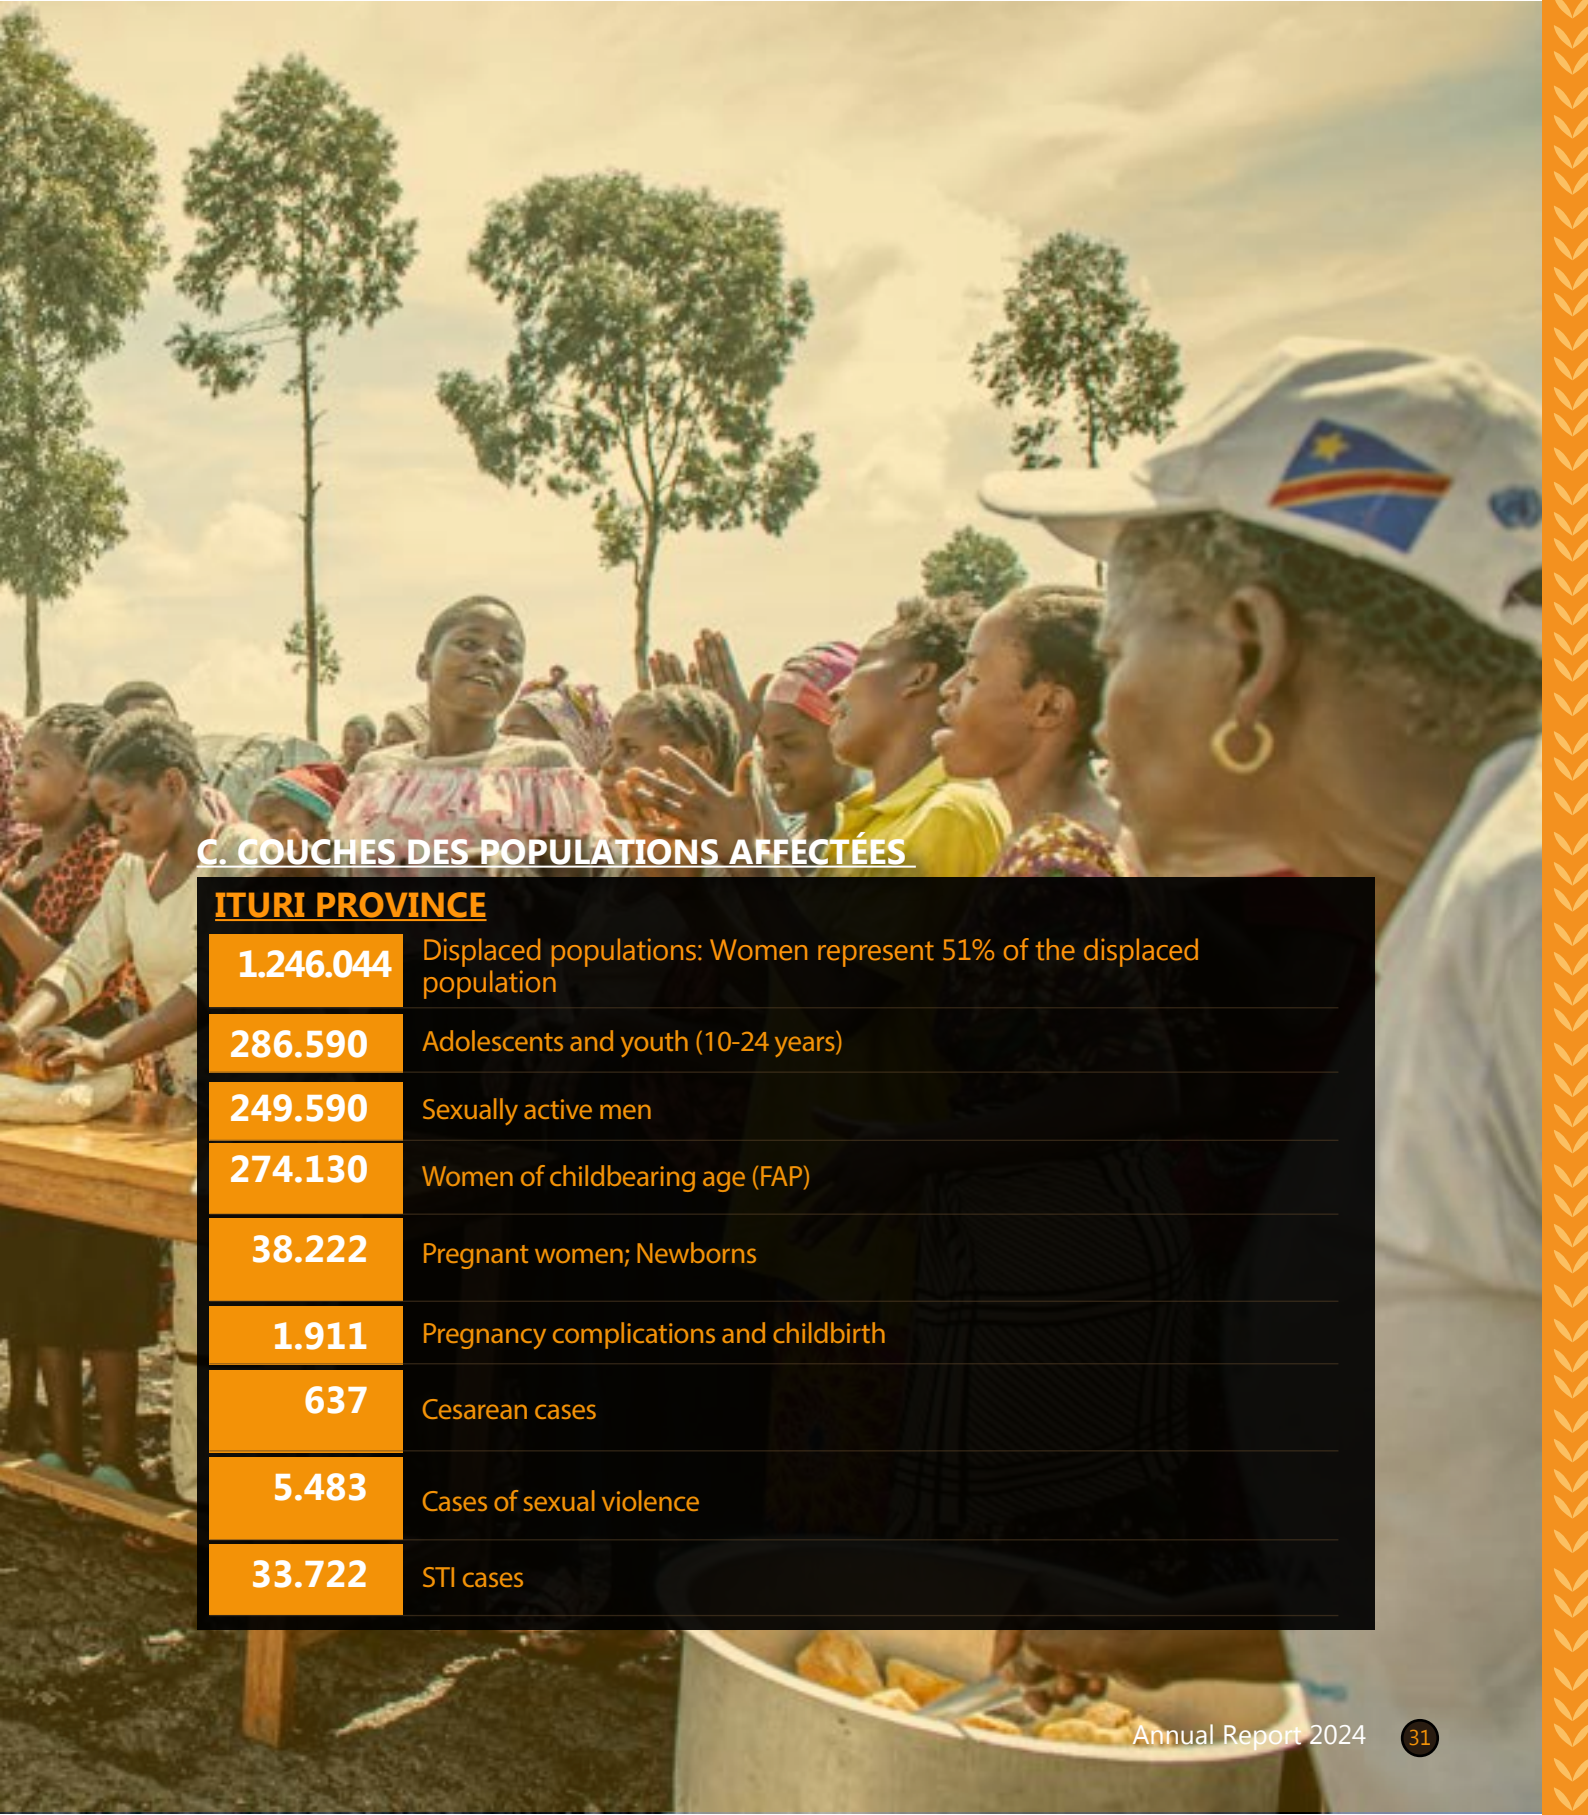 C. COUCHES DES POPULATIONS AFFECTÉES
ITURI PROVINCE
1.246.044 Displaced populations: Women represent 51% of the displaced
population
286.590 Adolescents and youth (10-24 years)
249.590 Sexually active men
274.130 Women of childbearing age (FAP)
38.222 Pregnant women; Newborns
1.911 Pregnancy complications and childbirth
637 Cesarean cases
5.483 Cases of sexual violence
33.722 STI cases
Annual Report 2024 31